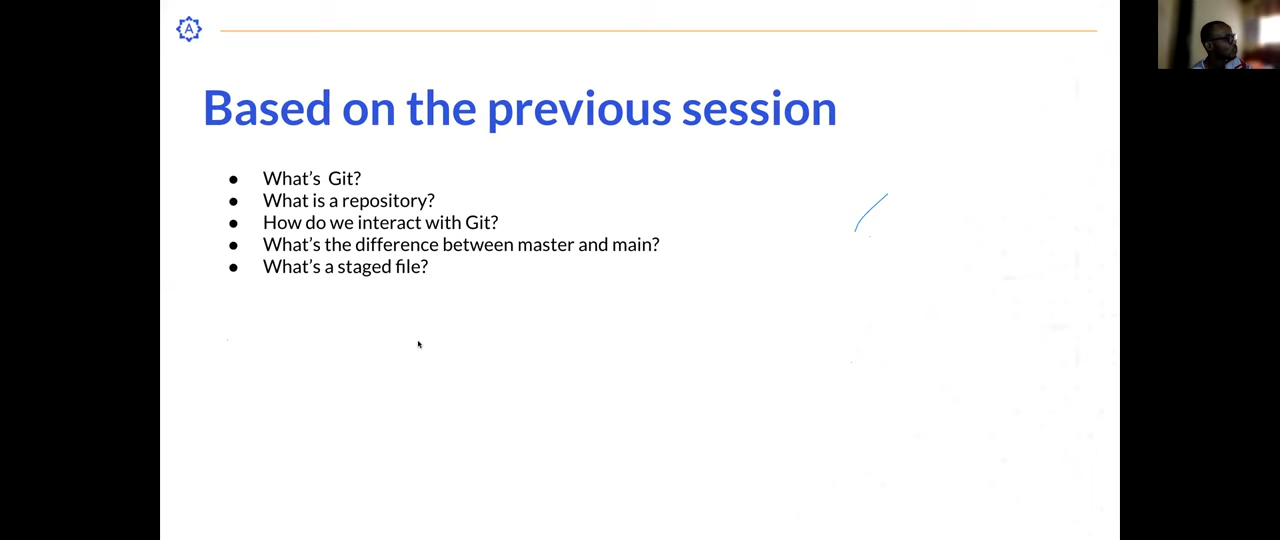 A
Based on the previous session
● What's Git?
● What is a repository?
● How do we interact with Git?
● What's the difference between master and main?
● What's a staged file?